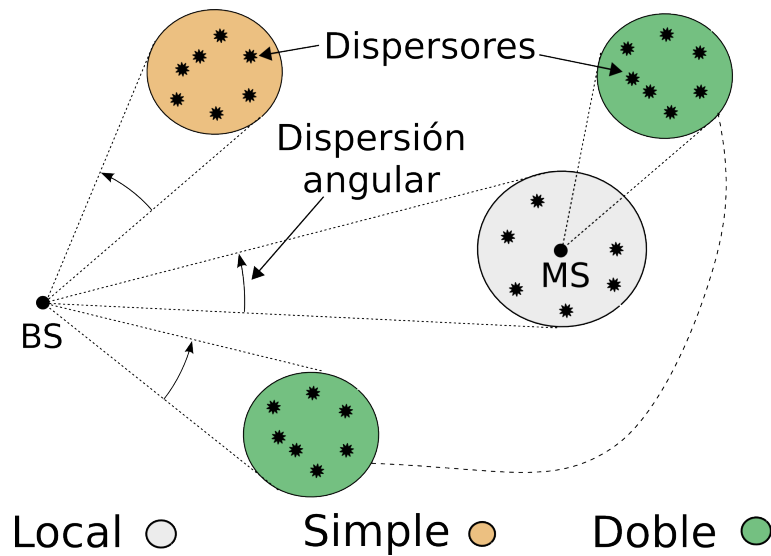 Dispersores
Dispersión
angular
MS
BS
Local
Simple
Doble